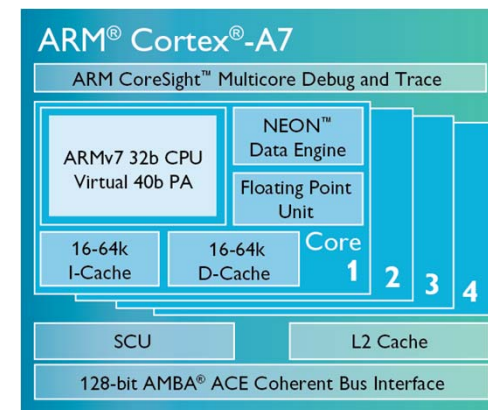 ARM® Cortex®-A7
ARM CoreSight™ Multicore Debug and Trace
ARMv7 32b CPU
Virtual 40b PA
NEON™
Data Engine
Floating Point
Unit
16-64k
I-Cache
16-64k
D-Cache
Core
1
2
3
4
SCU
L2 Cache
128-bit AMBA® ACE Coherent Bus Interface